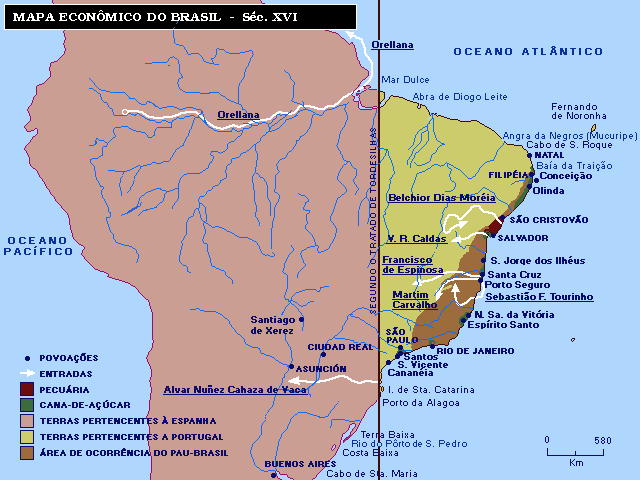 MAPA ECONÔMICO DO BRASIL - Séc. XVI
Orellana
OCEANO ATLÂNTICO
Mar Dulce
Abra de Diogo Leite
Orellana
Fernando
de Noronha
Angra da Negros (Mucuripe)
Cabo de S. Roque
NATAL
Baía da Traição
FILIPÉIA
Conceição
Olinda
Belchior Dias Moréia
SÃO CRISTOVÃO
V. R. CALDAS
SALVADOR
SEGUNDO O TRATADO DE TORDESILHAS
OCEANO
PACÍFICO
Francisco
de Espinosa
S. Jorge dos Ilhéus
Santa Cruz
Porto Seguro
Martim
Carvalho
Sebastião F. Tourinho
Santiago
de Xerez
N. Sa. da Vitória
Espírito Santo
SÃO
PAULO
CIUDAD REAL
RIO DE JANEIRO
Santos
S. Vicente
Cananéia
ASUNCIÓN
Alvar Nuñez Cahaza de Vaca
I. de Sta. Catarina
Porto da Alagoa
POVOAÇÕES
ENTRADAS
PECUÁRIA
CANA-DE-AÇÚCAR
TERRAS PERTENCENTES À ESPANHA
TERRAS PERTENCENTES A PORTUGAL
ÁREA DE OCORRÊNCIA DO PAU-BRASIL
Terra Baixa
Rio do Pôrto de S. Pedro
Costa Baixa
BUENOS AIRES
Cabo de Sta. Maria
0 580
Km